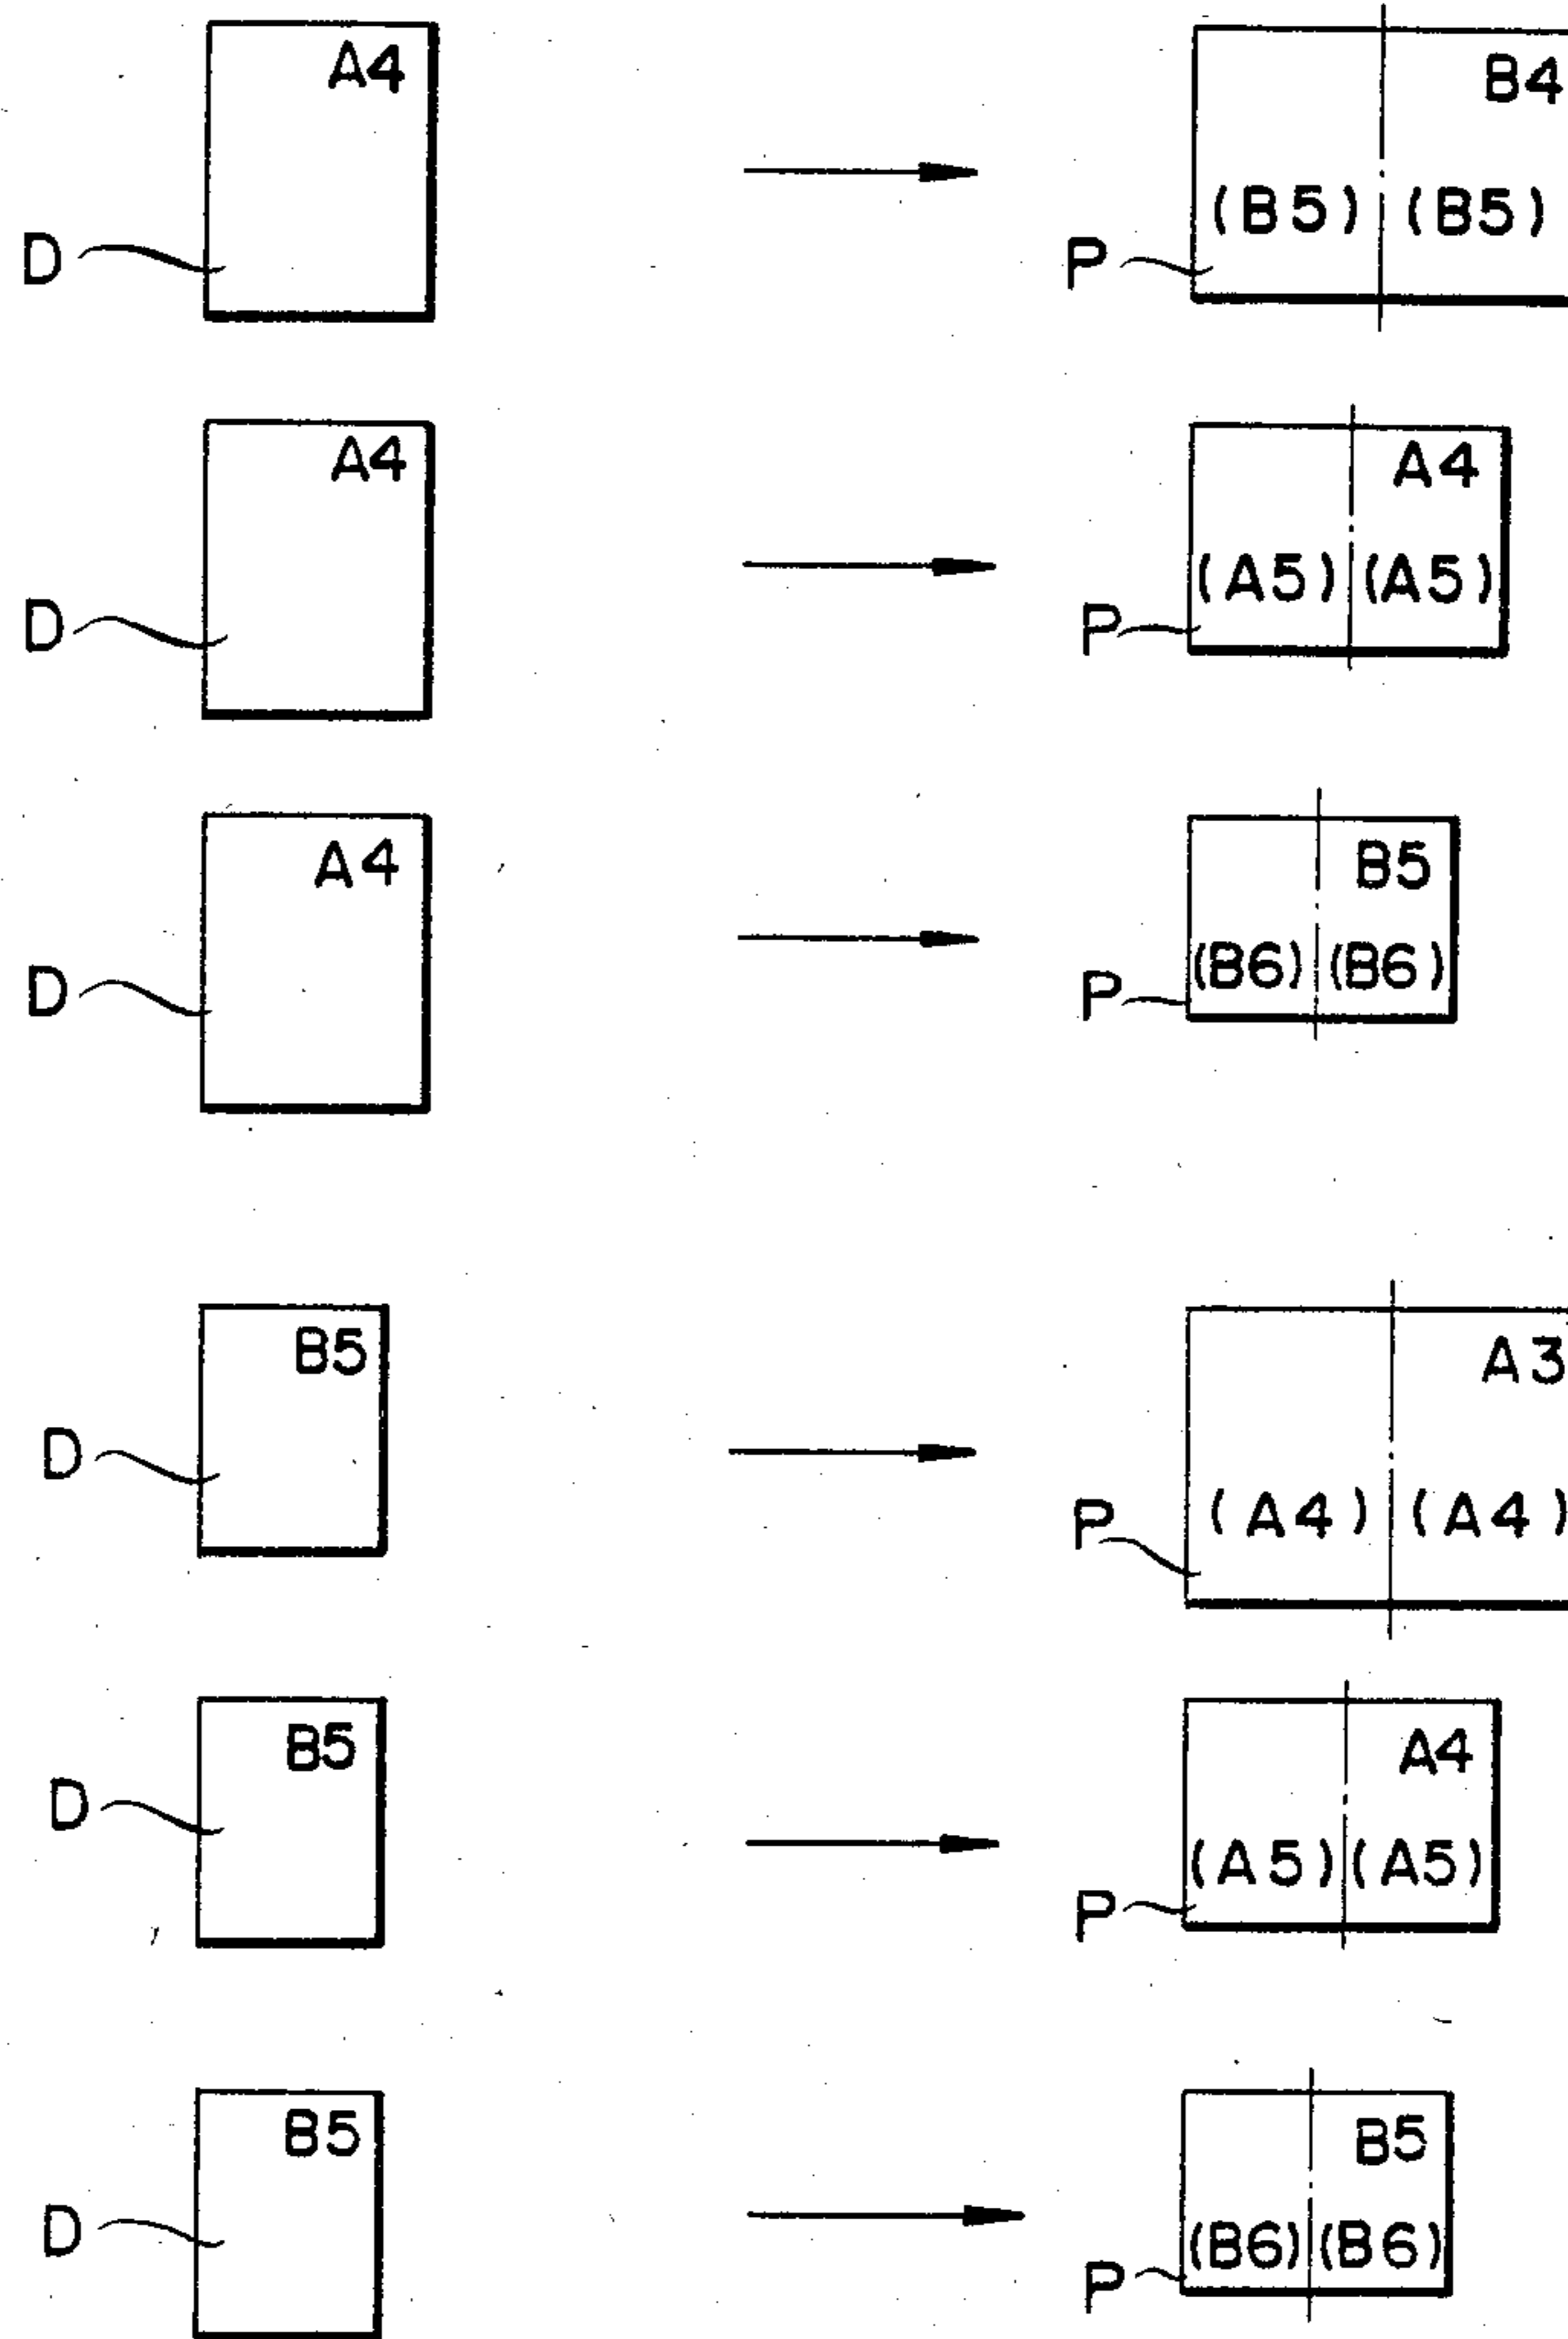 A4 B4
(B5) (B5)
D P
A4 A4
(A5) (A5)
D P
A4 B5
(B6) (B6)
D P
B5 A3
D
(A4) (A4)
P
B5 A4
D
(A5) (A5)
P
B5 B5
D (B6) (B6)
P